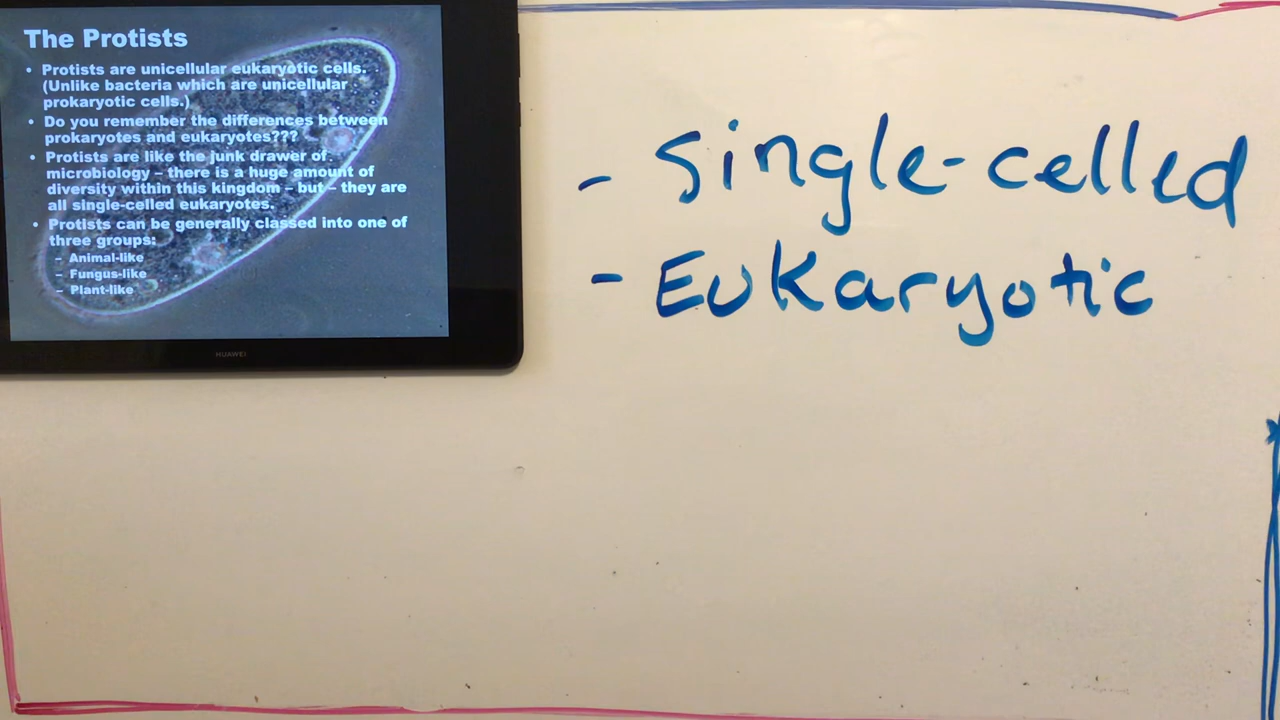 The Protists
• Protists are unicellular eukaryotic cells.
(Unlike bacteria which are unicellular
prokaryotic cells.)
• Do you remember the differences between
prokaryotes and eukaryotes???
• Protists are like the junk drawer of
microbiology – there is a huge amount of
diversity within this kingdom – but – they are
all single-celled eukaryotes.
• Protists can be generally classed into one of
three groups:
– Animal-like
– Fungus-like
– Plant-like
HUAWEI
- Single-celled
- Eukaryotic